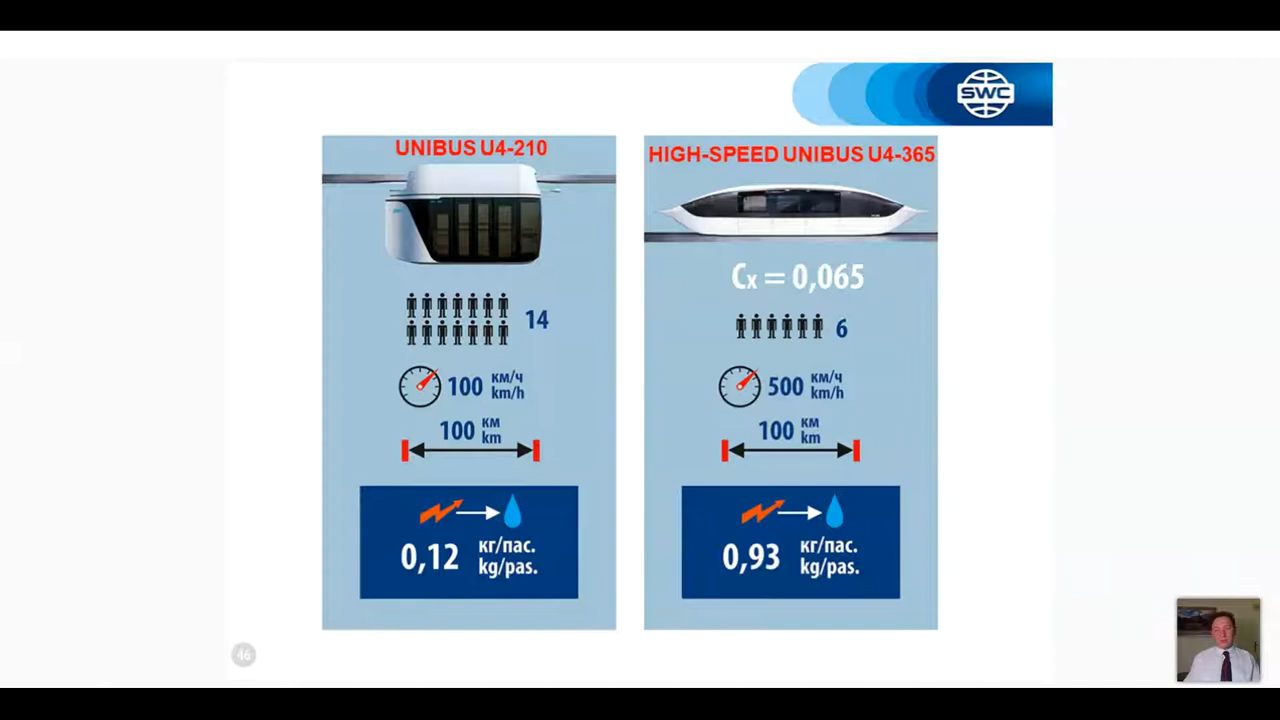 SWC
UNIBUS U4-210
14
100 км/ч
km/h
100 км
km
0,12 кг/пас.
kg/pas.
HIGH-SPEED UNIBUS U4-365
Cx = 0,065
6
500 км/ч
km/h
100 км
km
0,93 кг/пас.
kg/pas.
46